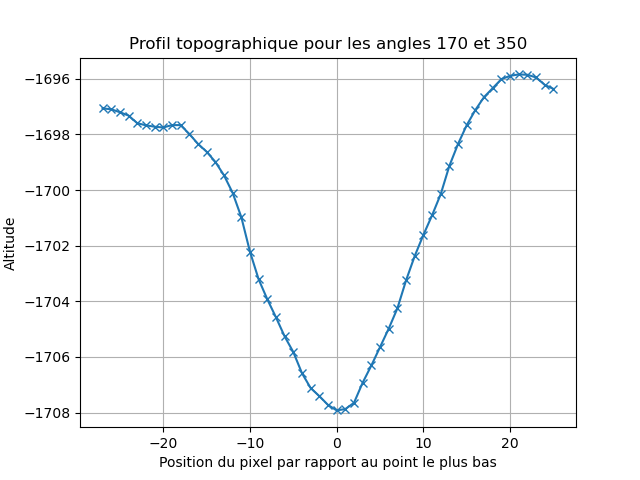 Profil topographique pour les angles 170 et 350
Altitude
−1696
−1698
−1700
−1702
−1704
−1706
−1708
−20 −10 0 10 20
Position du pixel par rapport au point le plus bas